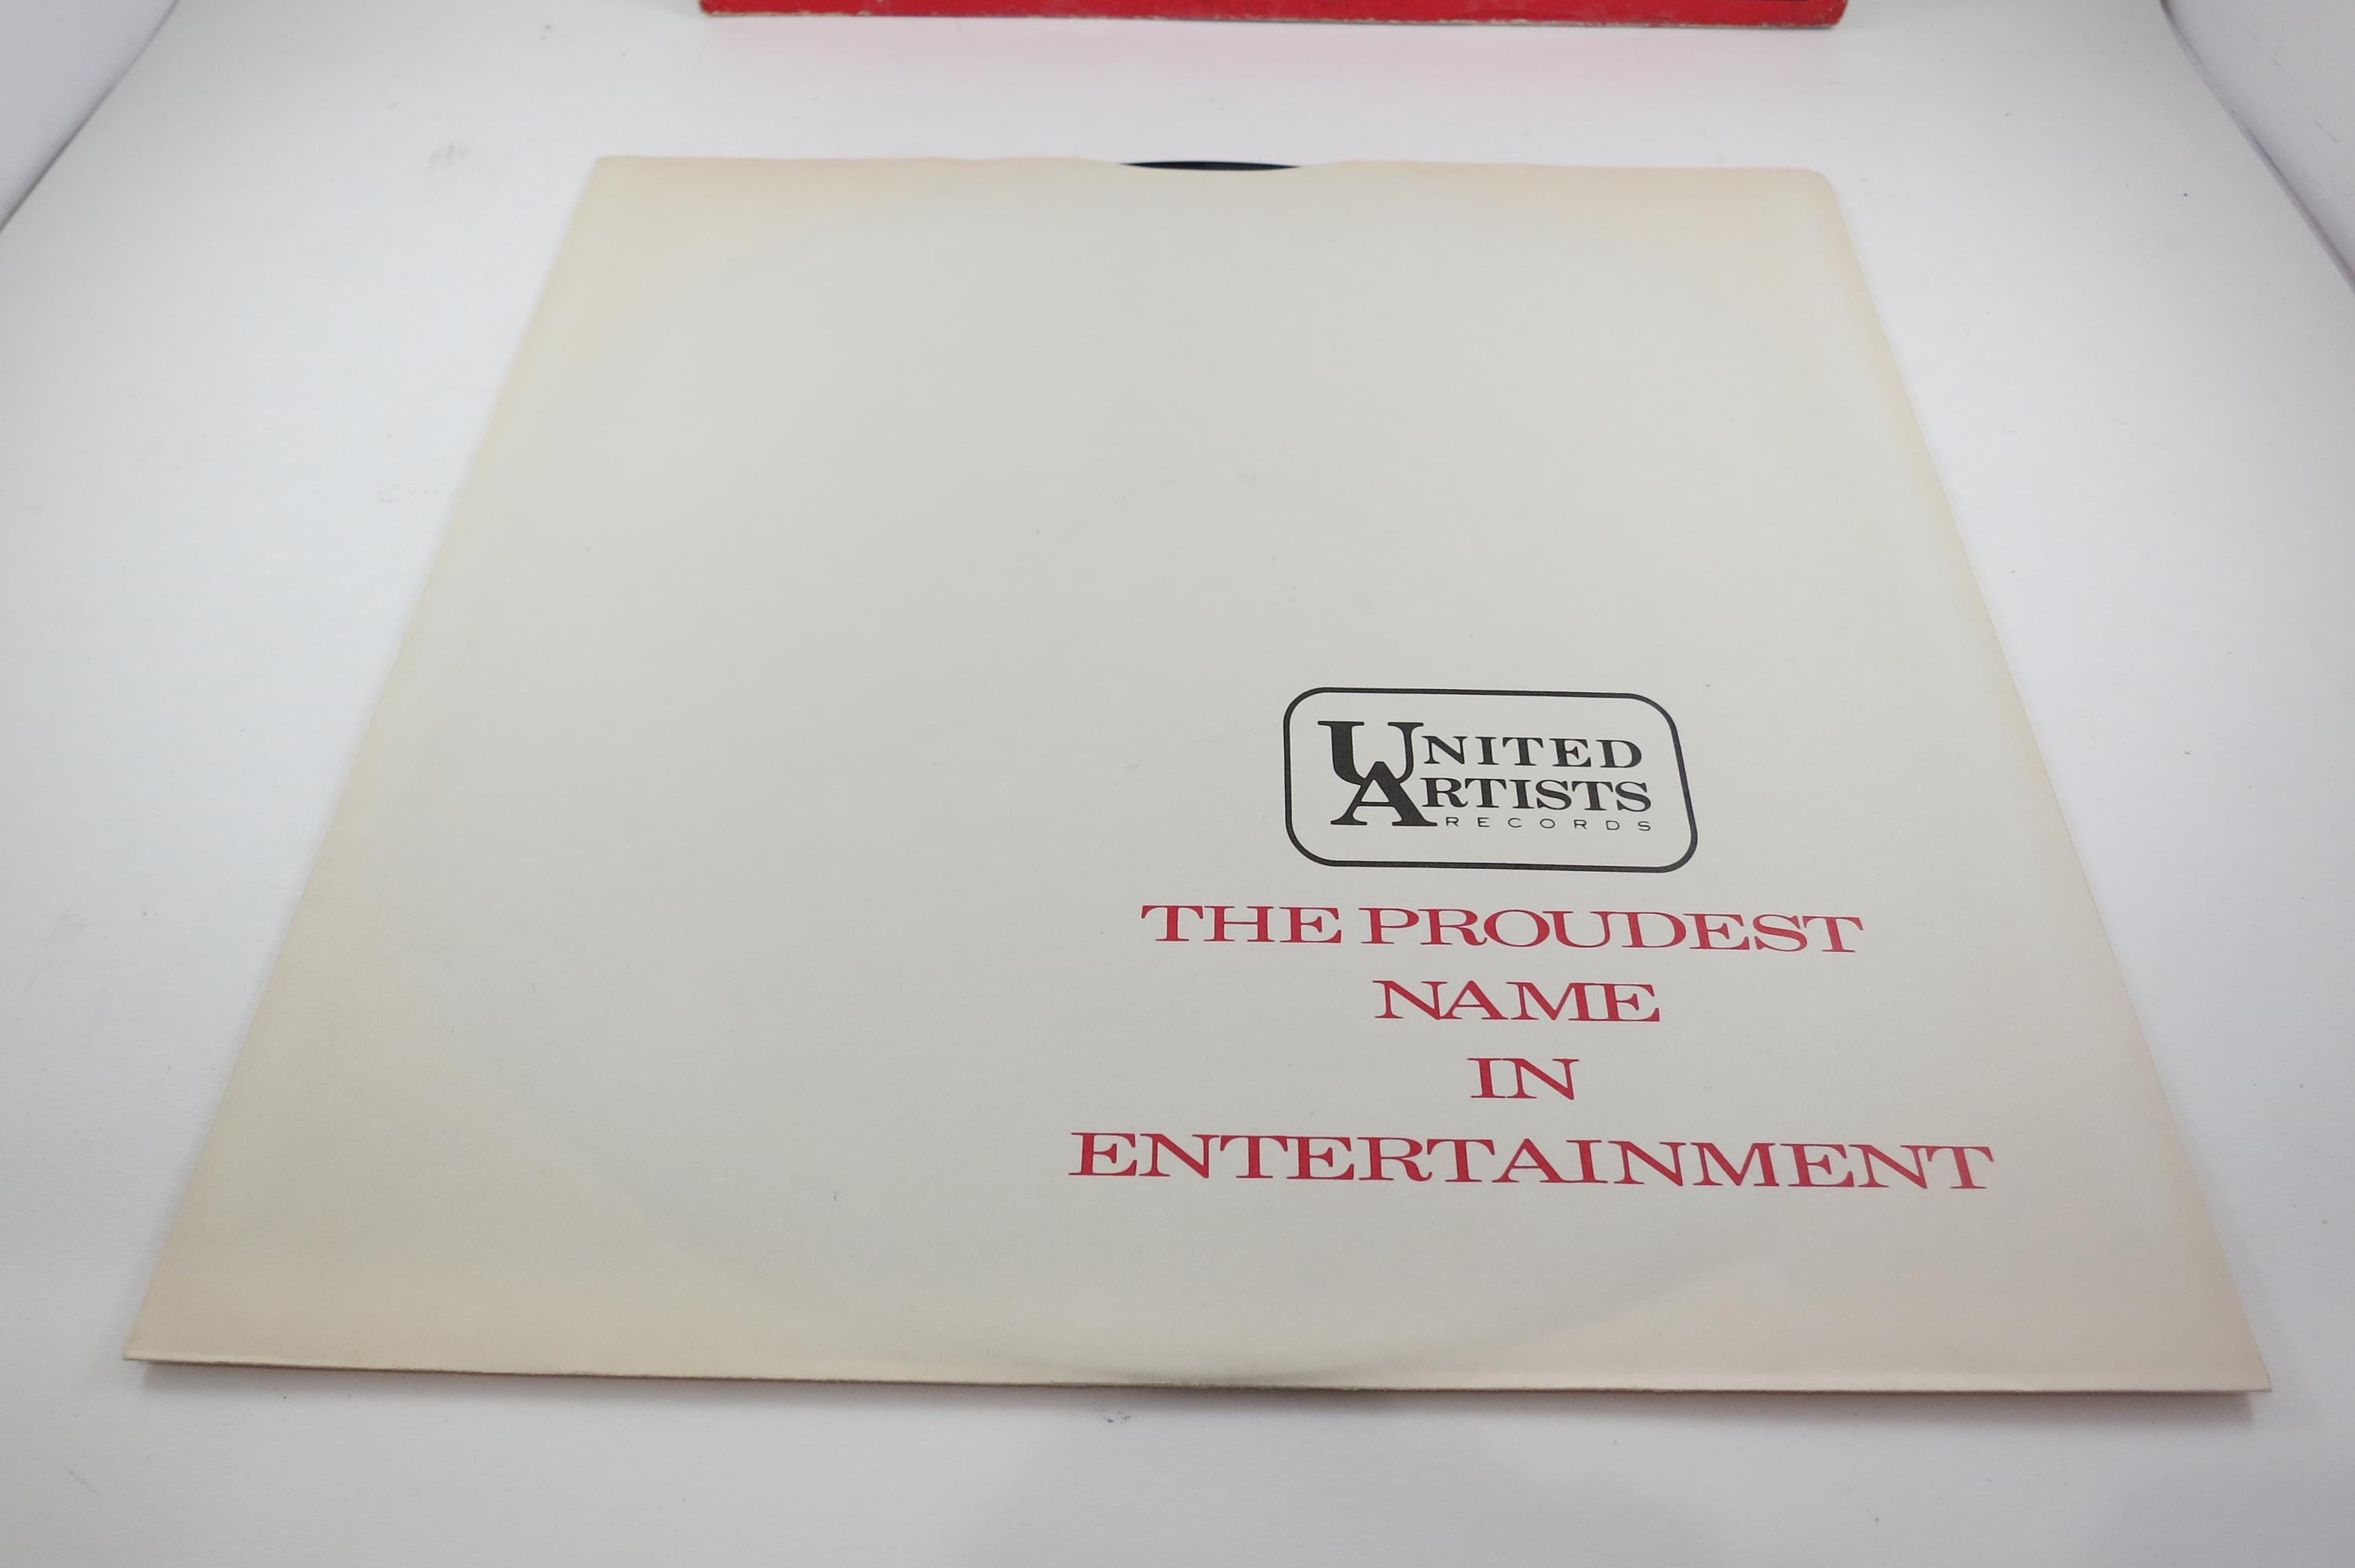 UNITED
ARTISTS
RECORDS
THE PROUDEST
NAME
IN
ENTERTAINMENT